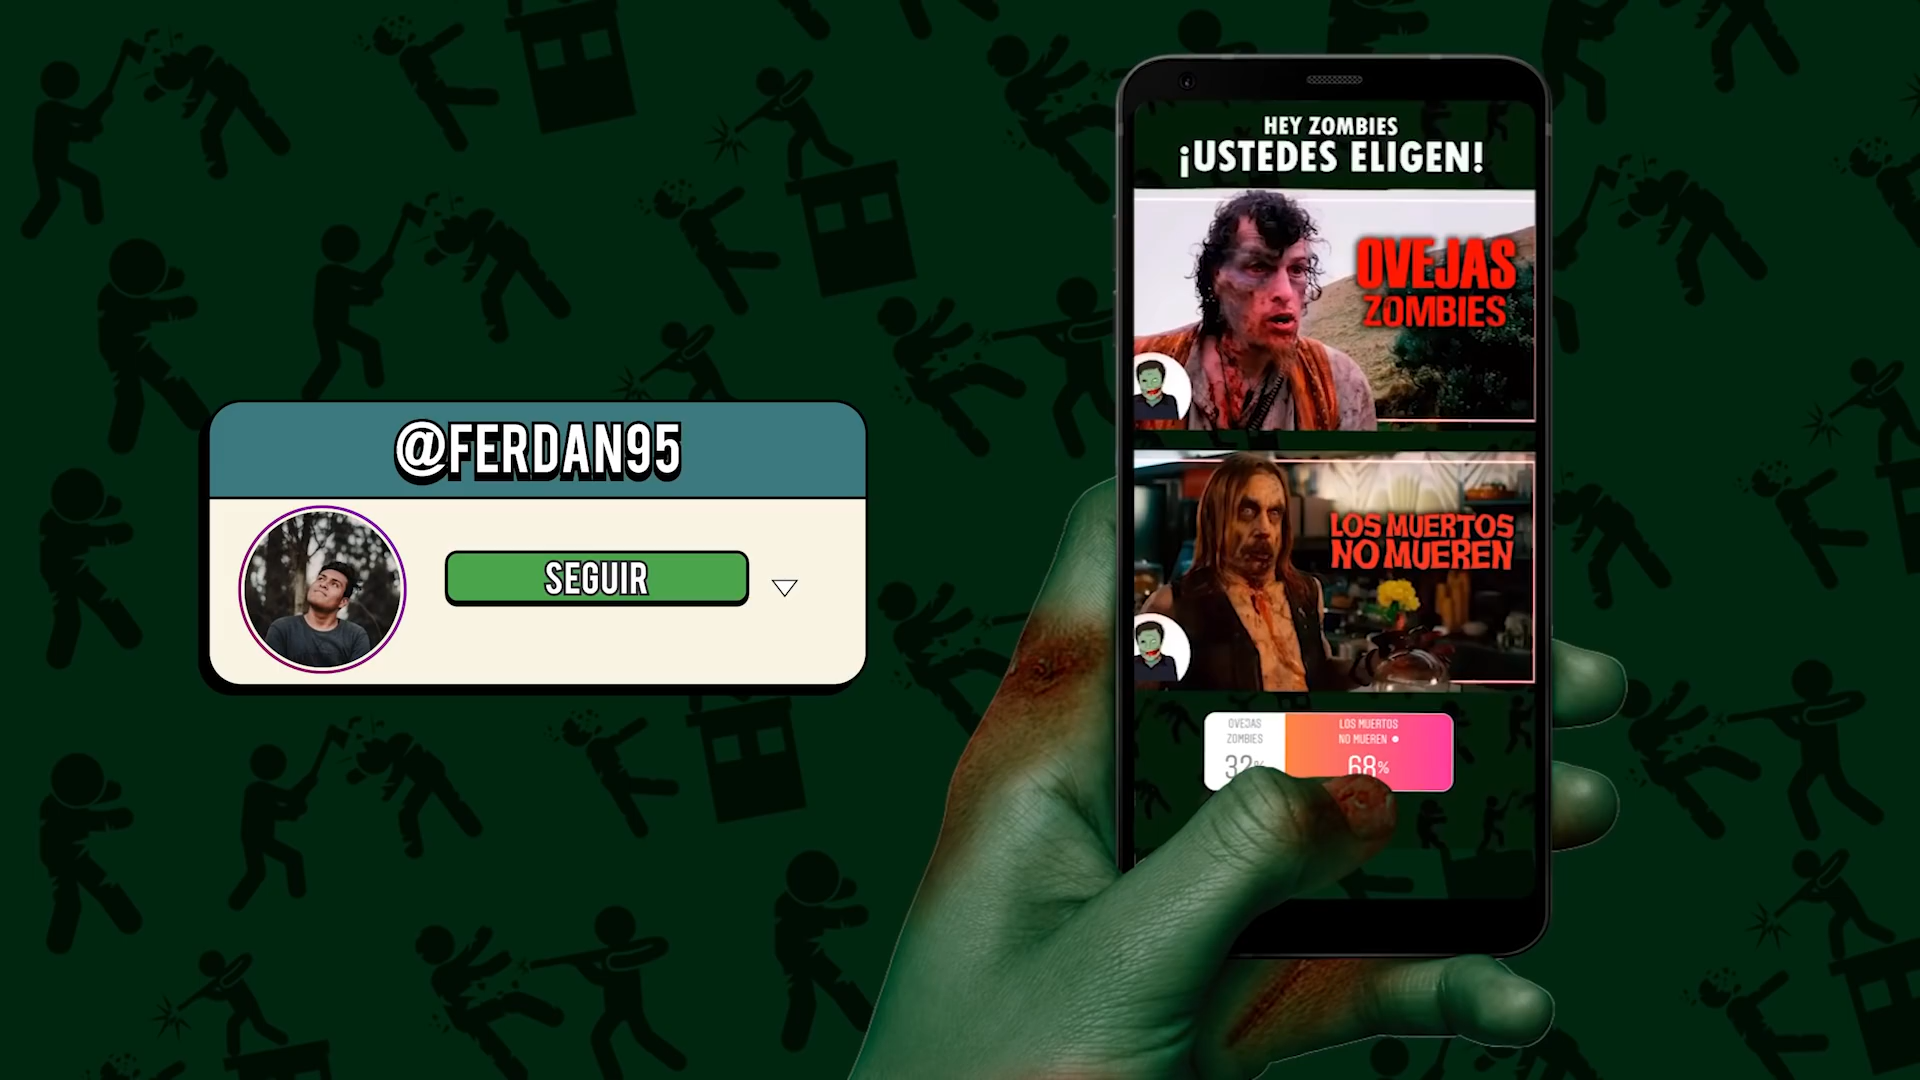 @FERDAN95
SEGUIR
HEY ZOMBIES
¡USTEDES ELIGEN!
OVEJAS
ZOMBIES
LOS MUERTOS
NO MUEREN
OVEJAS
ZOMBIES
32%
LOS MUERTOS
NO MUEREN
68%